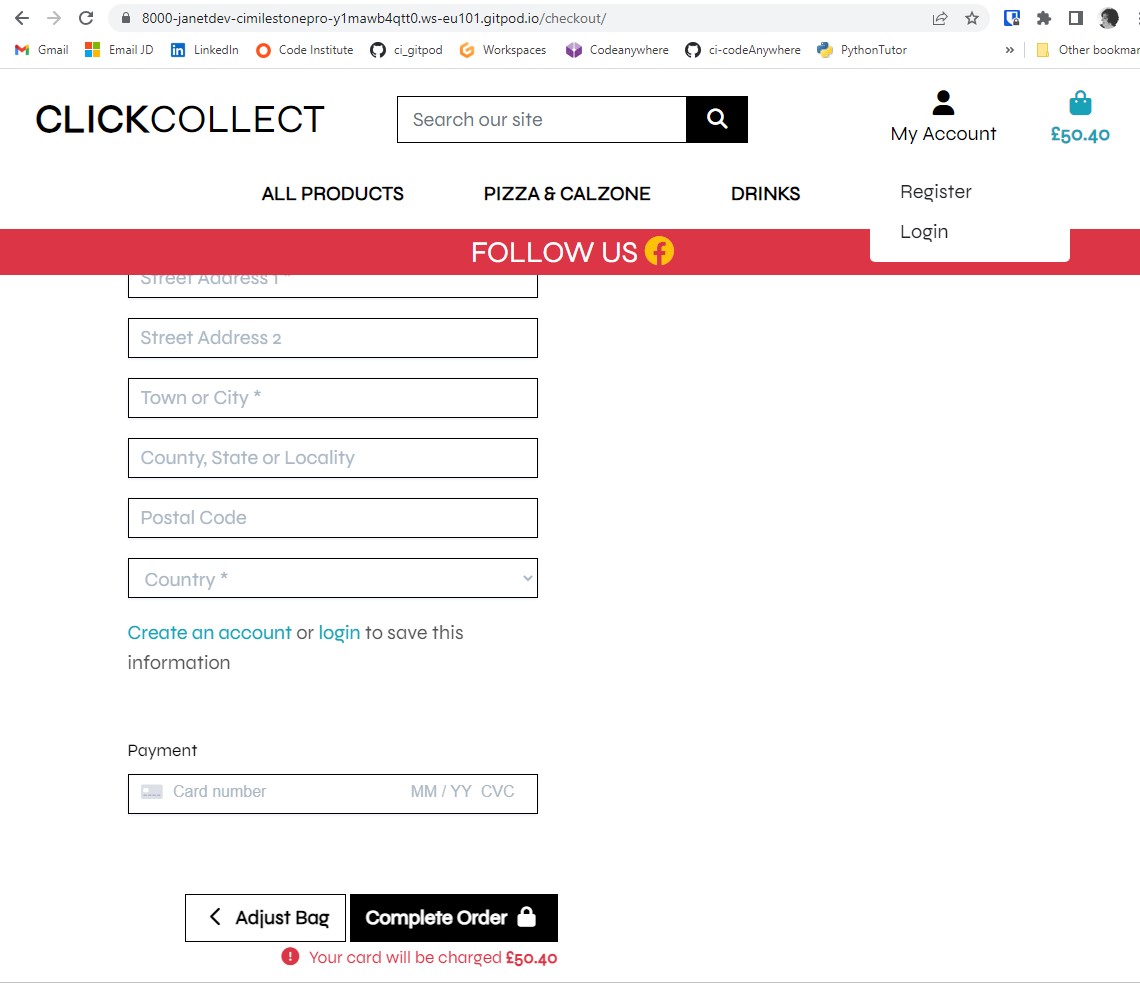 8000-janetdev-cimilestonepro-y1mawb4qtt0.ws-eu101.gitpod.io/checkout/
Gmail Email JD LinkedIn Code Institute ci_gitpod Workspaces Codeanywhere ci-codeAnywhere PythonTutor » Other bookmar
CLICKCOLLECT
Search our site
My Account
£50.40
ALL PRODUCTS PIZZA & CALZONE DRINKS
Register
Login
FOLLOW US
Street Address 1 *
Street Address 2
Town or City *
County, State or Locality
Postal Code
Country *
Create an account or login to save this
information
Payment
Card number MM / YY CVC
Adjust Bag Complete Order
Your card will be charged £50.40